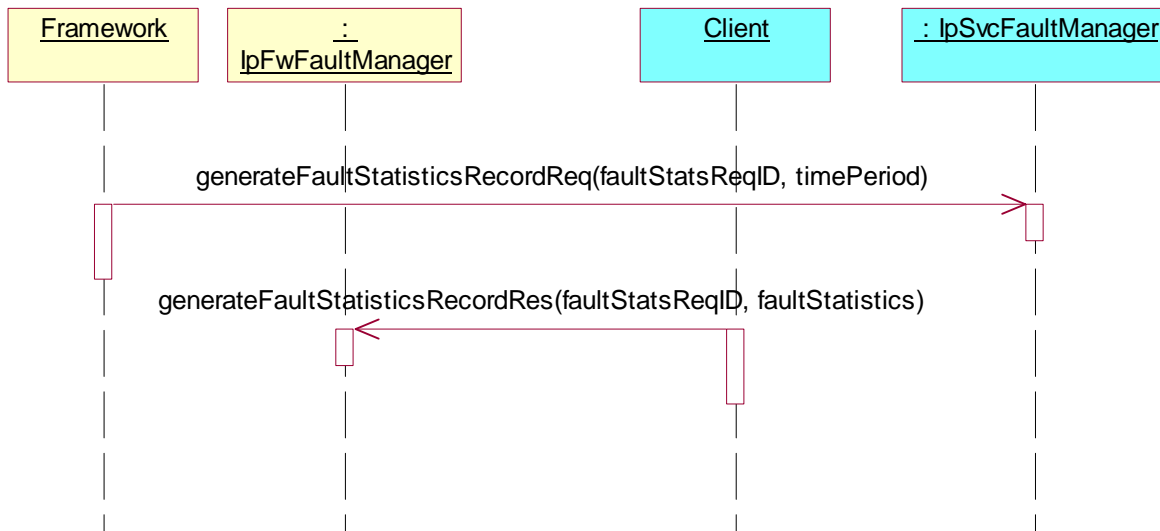 Framework
:
IpFwFaultManager
Client
: IpSvcFaultManager
generateFaultStatisticsRecordReq(faultStatsReqID, timePeriod)
generateFaultStatisticsRecordRes(faultStatsReqID, faultStatistics)